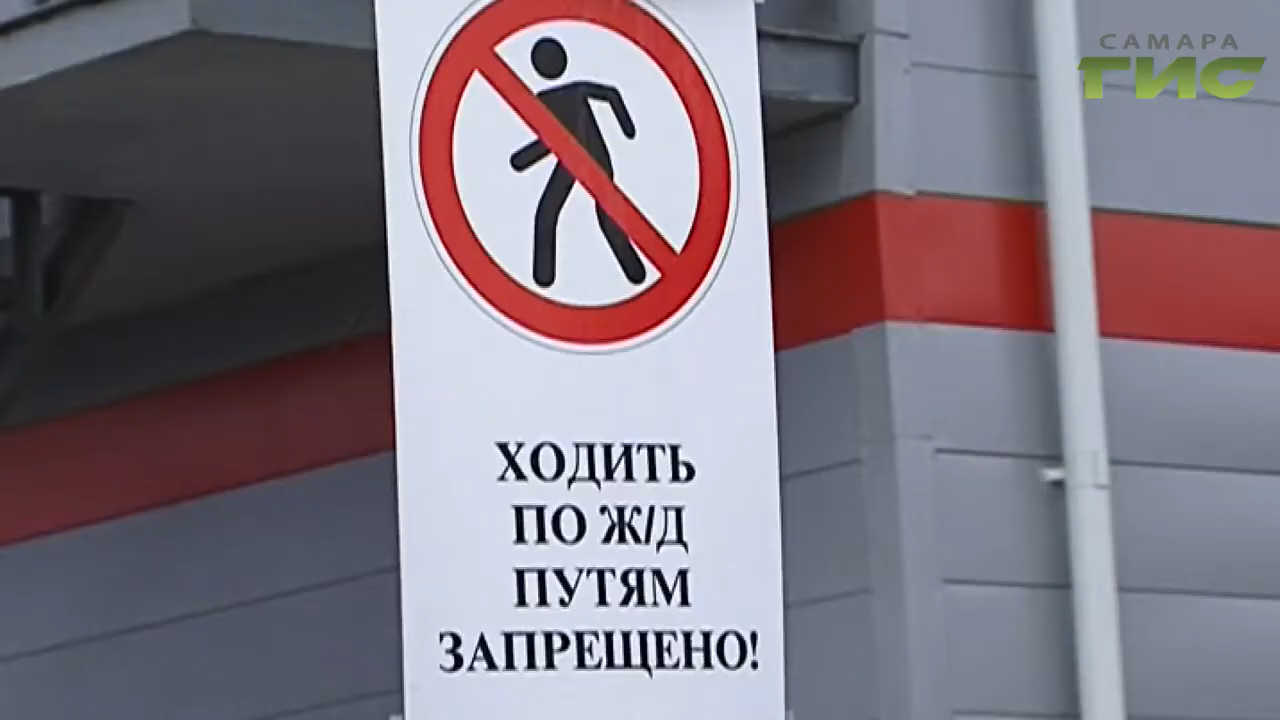 САМАРА
ГИС
ХОДИТЬ
ПО Ж/Д
ПУТЯМ
ЗАПРЕЩЕНО!